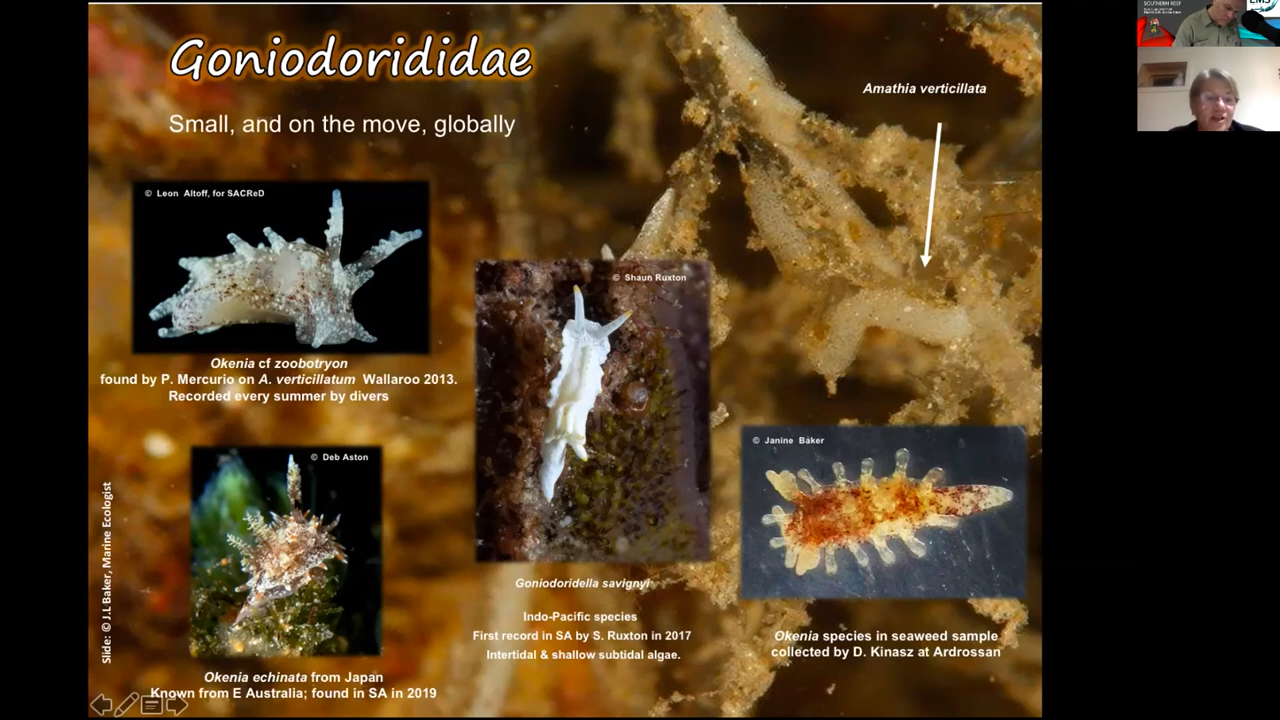 Goniodorididae
Small, and on the move, globally
Amathia verticillata
© Leon Altoff, for SACReD
Okenia cf zoobotryon
found by P. Mercurio on A. verticillatum Wallaroo 2013.
Recorded every summer by divers
© Shaun Ruxton
Goniodoridella savignyi
Indo-Pacific species
First record in SA by S. Ruxton in 2017
Intertidal & shallow subtidal algae.
© Deb Aston
Okenia echinata from Japan
Known from E Australia; found in SA in 2019
© Janine Baker
Okenia species in seaweed sample
collected by D. Kinasz at Ardrossan
Slide: © J.L Baker, Marine Ecologist
SOUTHERN REEF